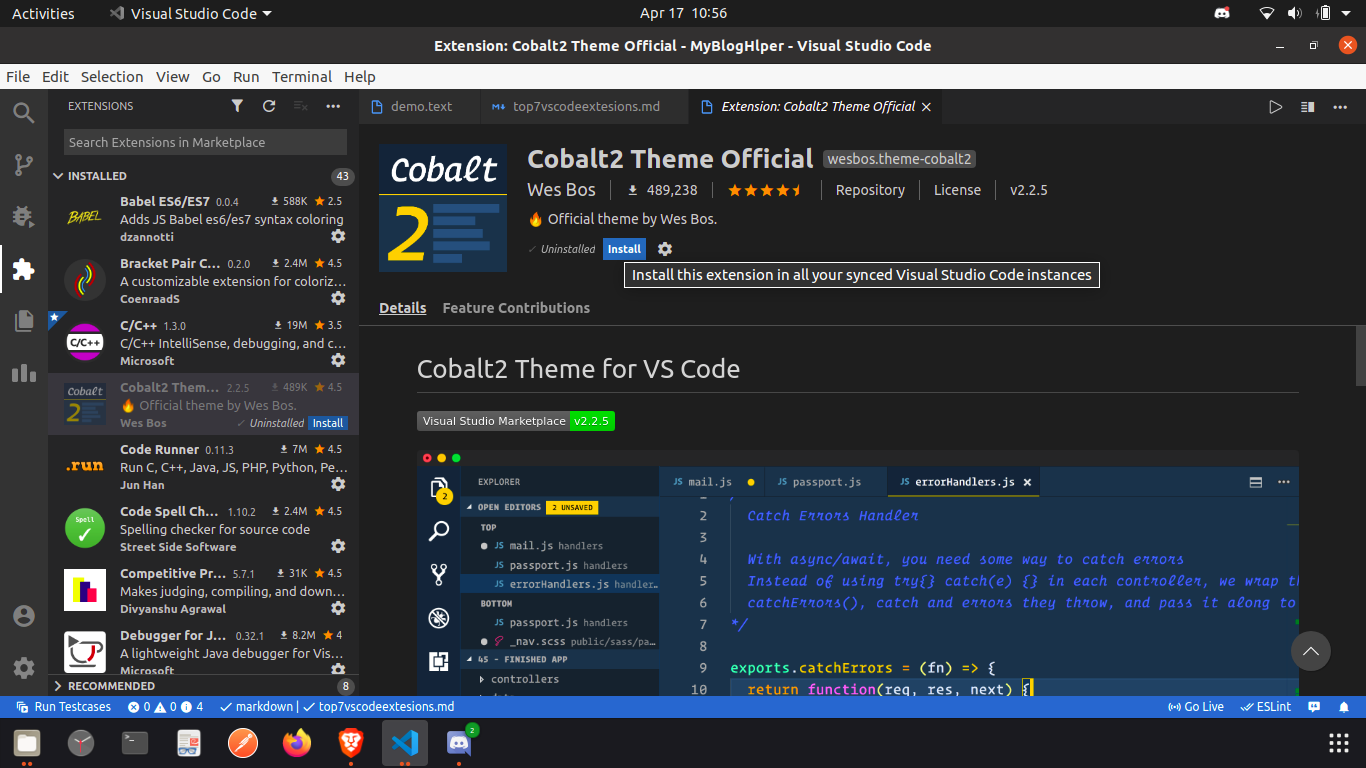 Activities
Visual Studio Code
Apr 17 10:56
Extension: Cobalt2 Theme Official - MyBlogHlper - Visual Studio Code
File Edit Selection View Go Run Terminal Help
EXTENSIONS
Search Extensions in Marketplace
INSTALLED 43
Babel ES6/ES7 0.0.4 588K 2.5
Adds JS Babel es6/es7 syntax coloring
dzannotti
Bracket Pair C... 0.2.0 2.4M 4.5
A customizable extension for coloriz...
CoenraadS
C/C++
C/C++ 1.3.0 19M 3.5
C/C++ IntelliSense, debugging, and c...
Microsoft
Cobalt
2
Cobalt2 Them... 2.2.5 489K 4.5
🔥 Official theme by Wes Bos.
Wes Bos ✓ Uninstalled Install
.run
Code Runner 0.11.3 7M 4.5
Run C, C++, Java, JS, PHP, Python, Pe...
Jun Han
Spell
Code Spell Ch... 1.10.2 2.4M 4.5
Spelling checker for source code
Street Side Software
Competitive Pr... 5.7.1 31K 4.5
Makes judging, compiling, and down...
Divyanshu Agrawal
Debugger for J... 0.32.1 8.2M 4
A lightweight Java debugger for Vis...
Microsoft
RECOMMENDED 8
demo.text
top7vscodeextesions.md
Extension: Cobalt2 Theme Official
Cobalt
2
Cobalt2 Theme Official wesbos.theme-cobalt2
Wes Bos 489,238 Repository License v2.2.5
🔥 Official theme by Wes Bos.
✓ Uninstalled Install
Install this extension in all your synced Visual Studio Code instances
Details Feature Contributions
Cobalt2 Theme for VS Code
Visual Studio Marketplace v2.2.5
EXPLORER
2
OPEN EDITORS 2 UNSAVED
TOP
JS mail.js handlers
JS passport.js handlers
JS errorHandlers.js handler...
BOTTOM
JS passport.js handlers
_nav.scss public/sass/pa...
45 - FINISHED APP
controllers
JS mail.js
JS passport.js
JS errorHandlers.js
2 Catch Errors Handler
3
4 With async/await, you need some way to catch errors
5 Instead of using try{} catch(e) {} in each controller, we wrap th
6 catchErrors(), catch and errors they throw, and pass it along to
7 */
8
9 exports.catchErrors = (fn) => {
10 return function(req, res, next) {
Run Testcases 0 0 4 ✓ markdown | ✓ top7vscodeextesions.md
Go Live ESLint
2